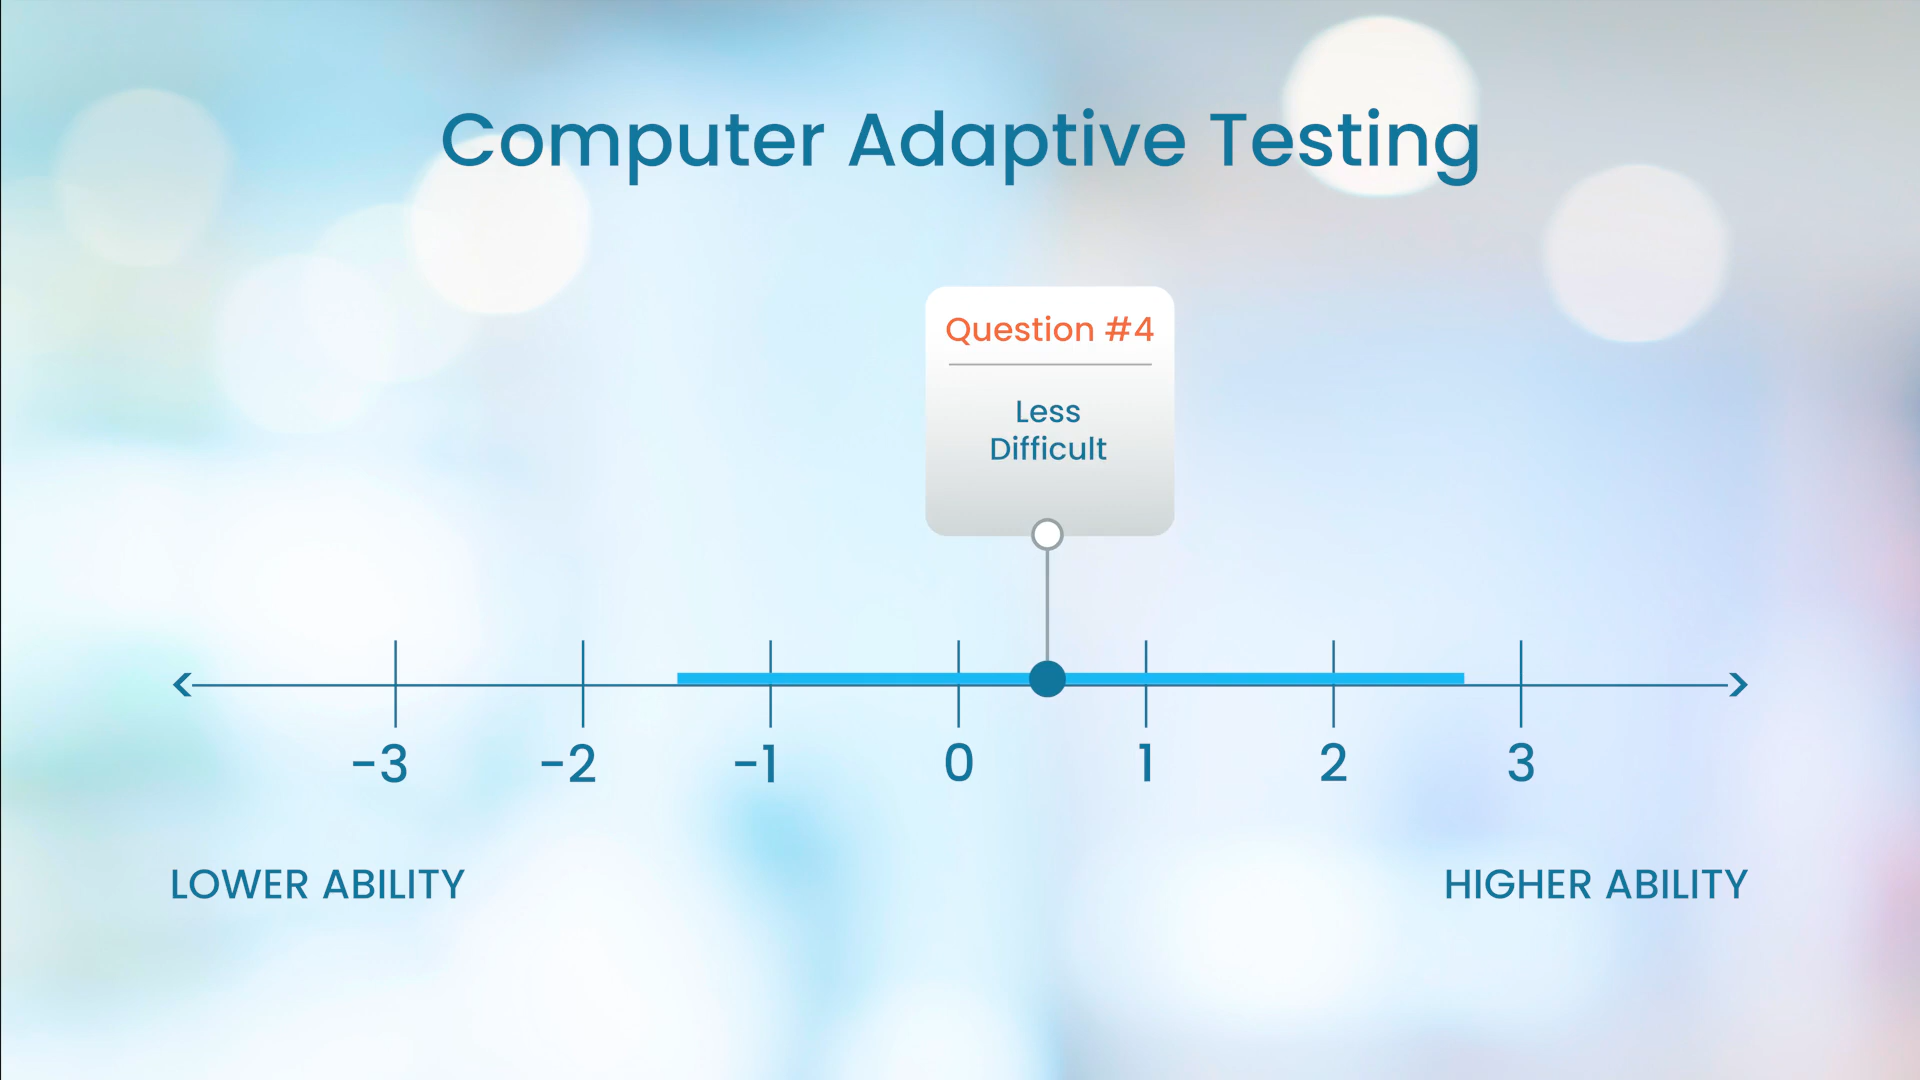 Computer Adaptive Testing
Question #4
Less
Difficult
-3 -2 -1 0 1 2 3
LOWER ABILITY HIGHER ABILITY